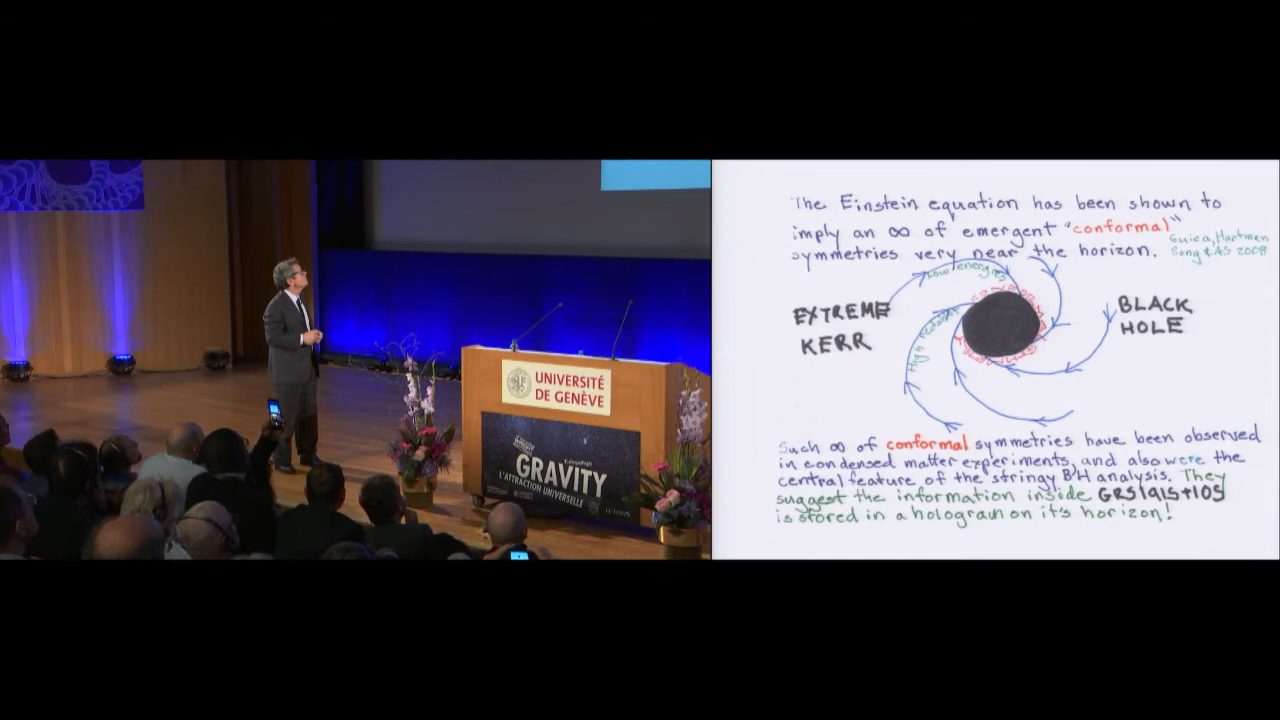 UNIVERSITÉ
DE GENÈVE
GRAVITY
L'ATTRACTION UNIVERSELLE
The Einstein equation has been shown to
imply an ∞ of emergent "conformal"
symmetries very near the horizon.
Guica, Hartman
Song & AS 2008
Low energies
High redshift
EXTREME
KERR
BLACK
HOLE
Such ∞ of conformal symmetries have been observed
in condensed matter experiments, and also were the
central feature of the stringy BH analysis. They
suggest the information inside GRS1915+105
is stored in a hologram on it's horizon!